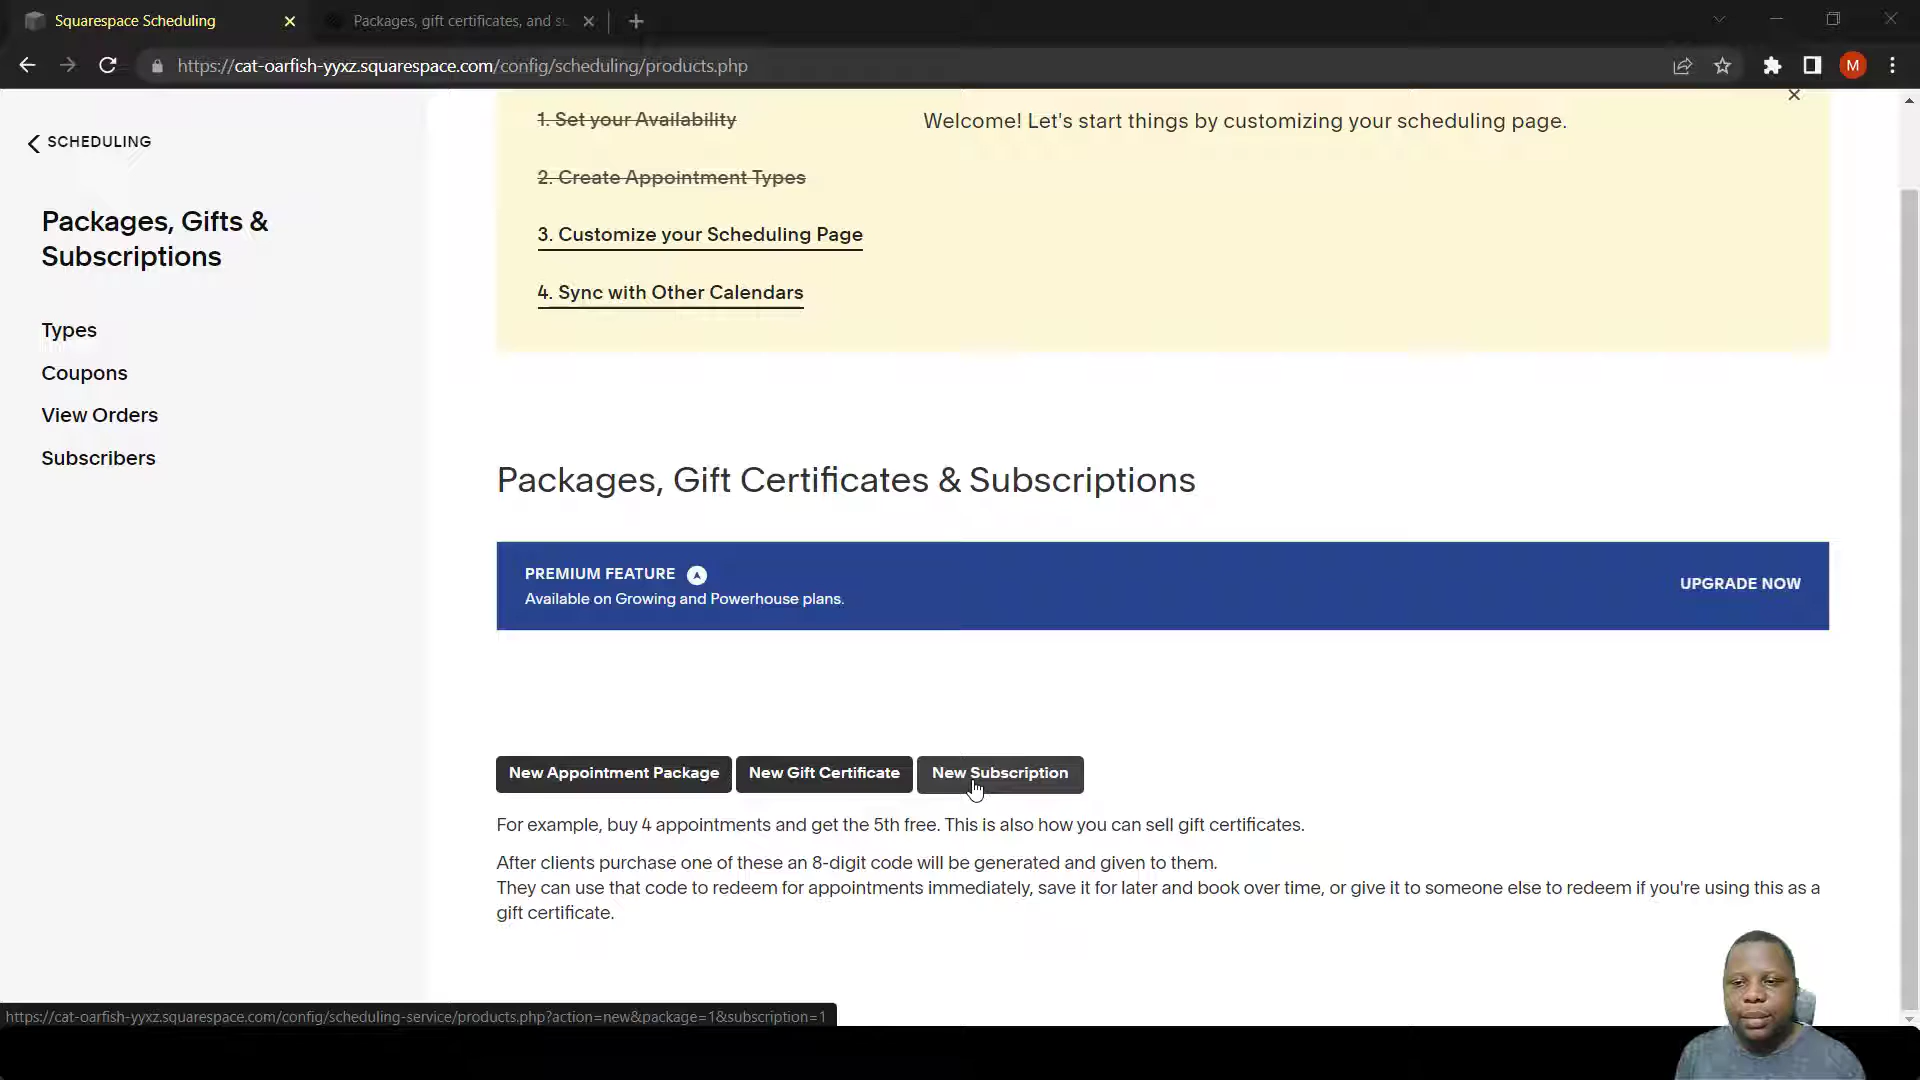 Squarespace Scheduling
Packages, gift certificates, and su
https://cat-oarfish-yyxz.squarespace.com/config/scheduling/products.php
M
SCHEDULING
Packages, Gifts &
Subscriptions
Types
Coupons
View Orders
Subscribers
1. Set your Availability
2. Create Appointment Types
3. Customize your Scheduling Page
4. Sync with Other Calendars
Welcome! Let's start things by customizing your scheduling page.
Packages, Gift Certificates & Subscriptions
PREMIUM FEATURE
Available on Growing and Powerhouse plans.
UPGRADE NOW
New Appointment Package
New Gift Certificate
New Subscription
For example, buy 4 appointments and get the 5th free. This is also how you can sell gift certificates.
After clients purchase one of these an 8-digit code will be generated and given to them.
They can use that code to redeem for appointments immediately, save it for later and book over time, or give it to someone else to redeem if you're using this as a
gift certificate.
https://cat-oarfish-yyxz.squarespace.com/config/scheduling-service/products.php?action=new&package=1&subscription=1